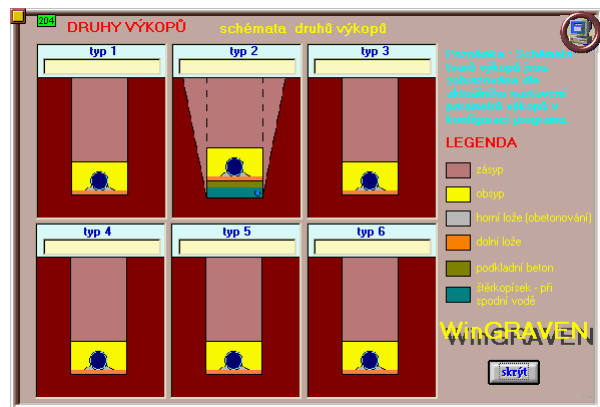 204
DRUHY VÝKOPŮ
schémata druhů výkopů
typ 1
typ 2
typ 3
Poznámka : Schémata
tvarů výkopů jsou
zobrazována dle
aktuálního nastavení
parametrů výkopů v
konfiguraci programu.
LEGENDA
zásyp
obsyp
horní lože (obetonování)
dolní lože
podkladní beton
štěrkopísek - při
spodní vodě
typ 4
typ 5
typ 6
WinGRAVEN
skrýt